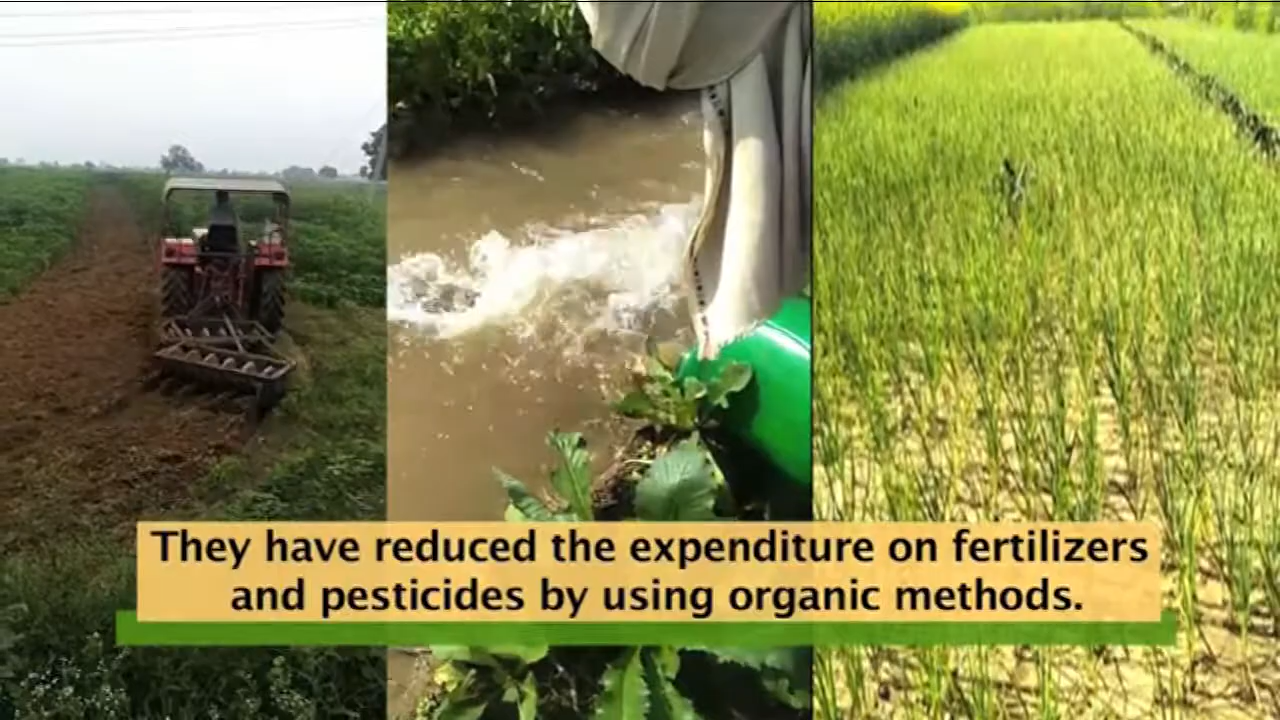 They have reduced the expenditure on fertilizers
and pesticides by using organic methods.